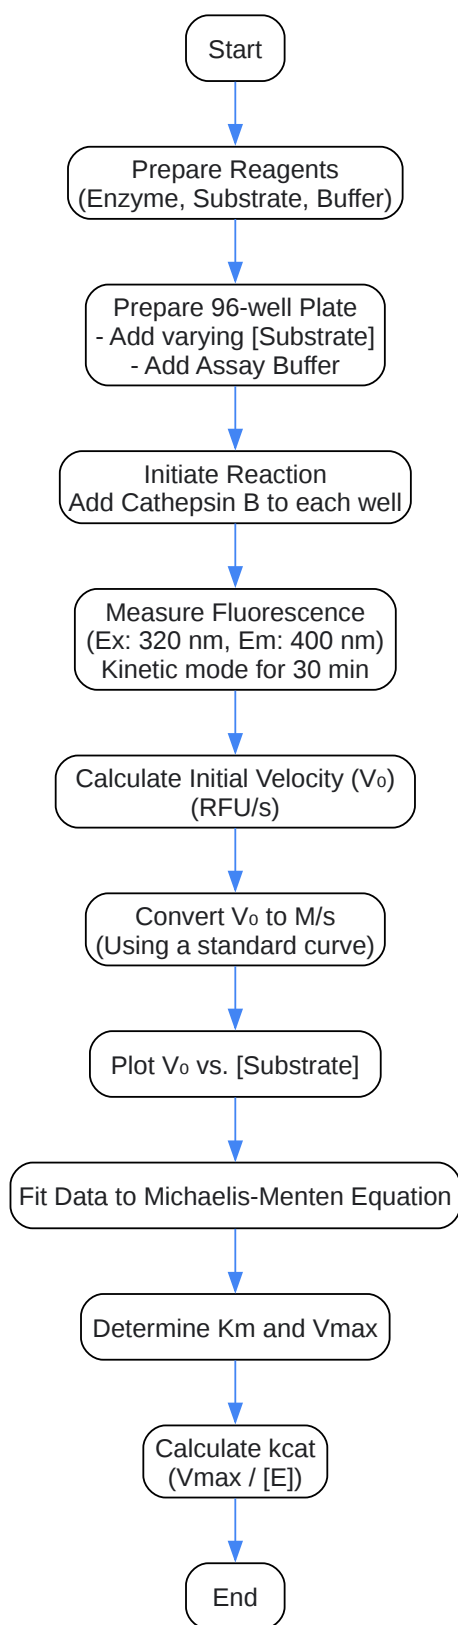 Start
Prepare Reagents
(Enzyme, Substrate, Buffer)
Prepare 96-well Plate
- Add varying [Substrate]
- Add Assay Buffer
Initiate Reaction
Add Cathepsin B to each well
Measure Fluorescence
(Ex: 320 nm, Em: 400 nm)
Kinetic mode for 30 min
Calculate Initial Velocity (V₀)
(RFU/s)
Convert V₀ to M/s
(Using a standard curve)
Plot V₀ vs. [Substrate]
Fit Data to Michaelis-Menten Equation
Determine Km and Vmax
Calculate kcat
(Vmax / [E])
End